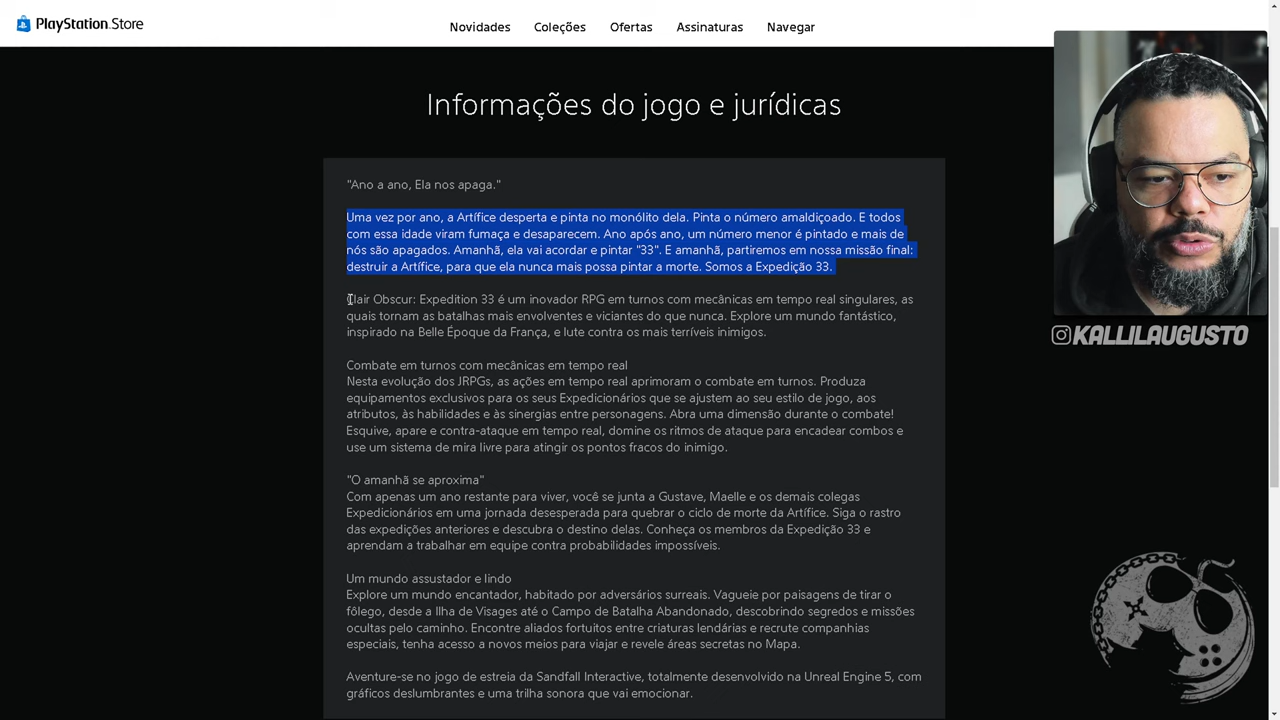 PlayStation.Store
Novidades Coleções Ofertas Assinaturas Navegar
Informações do jogo e jurídicas
"Ano a ano, Ela nos apaga."
Uma vez por ano, a Artífice desperta e pinta no monólito dela. Pinta o número amaldiçoado. E todos
com essa idade viram fumaça e desaparecem. Ano após ano, um número menor é pintado e mais de
nós são apagados. Amanhã, ela vai acordar e pintar "33". E amanhã, partiremos em nossa missão final:
destruir a Artífice, para que ela nunca mais possa pintar a morte. Somos a Expedição 33.
Clair Obscur: Expedition 33 é um inovador RPG em turnos com mecânicas em tempo real singulares, as
quais tornam as batalhas mais envolventes e viciantes do que nunca. Explore um mundo fantástico,
inspirado na Belle Époque da França, e lute contra os mais terríveis inimigos.
Combate em turnos com mecânicas em tempo real
Nesta evolução dos JRPGs, as ações em tempo real aprimoram o combate em turnos. Produza
equipamentos exclusivos para os seus Expedicionários que se ajustem ao seu estilo de jogo, aos
atributos, às habilidades e às sinergias entre personagens. Abra uma dimensão durante o combate!
Esquive, apare e contra-ataque em tempo real, domine os ritmos de ataque para encadear combos e
use um sistema de mira livre para atingir os pontos fracos do inimigo.
"O amanhã se aproxima"
Com apenas um ano restante para viver, você se junta a Gustave, Maelle e os demais colegas
Expedicionários em uma jornada desesperada para quebrar o ciclo de morte da Artífice. Siga o rastro
das expedições anteriores e descubra o destino delas. Conheça os membros da Expedição 33 e
aprendam a trabalhar em equipe contra probabilidades impossíveis.
Um mundo assustador e lindo
Explore um mundo encantador, habitado por adversários surreais. Vagueie por paisagens de tirar o
fôlego, desde a Ilha de Visages até o Campo de Batalha Abandonado, descobrindo segredos e missões
ocultas pelo caminho. Encontre aliados fortuitos entre criaturas lendárias e recrute companhias
especiais, tenha acesso a novos meios para viajar e revele áreas secretas no Mapa.
Aventure-se no jogo de estreia da Sandfall Interactive, totalmente desenvolvido na Unreal Engine 5, com
gráficos deslumbrantes e uma trilha sonora que vai emocionar.
KALLILAUGUSTO